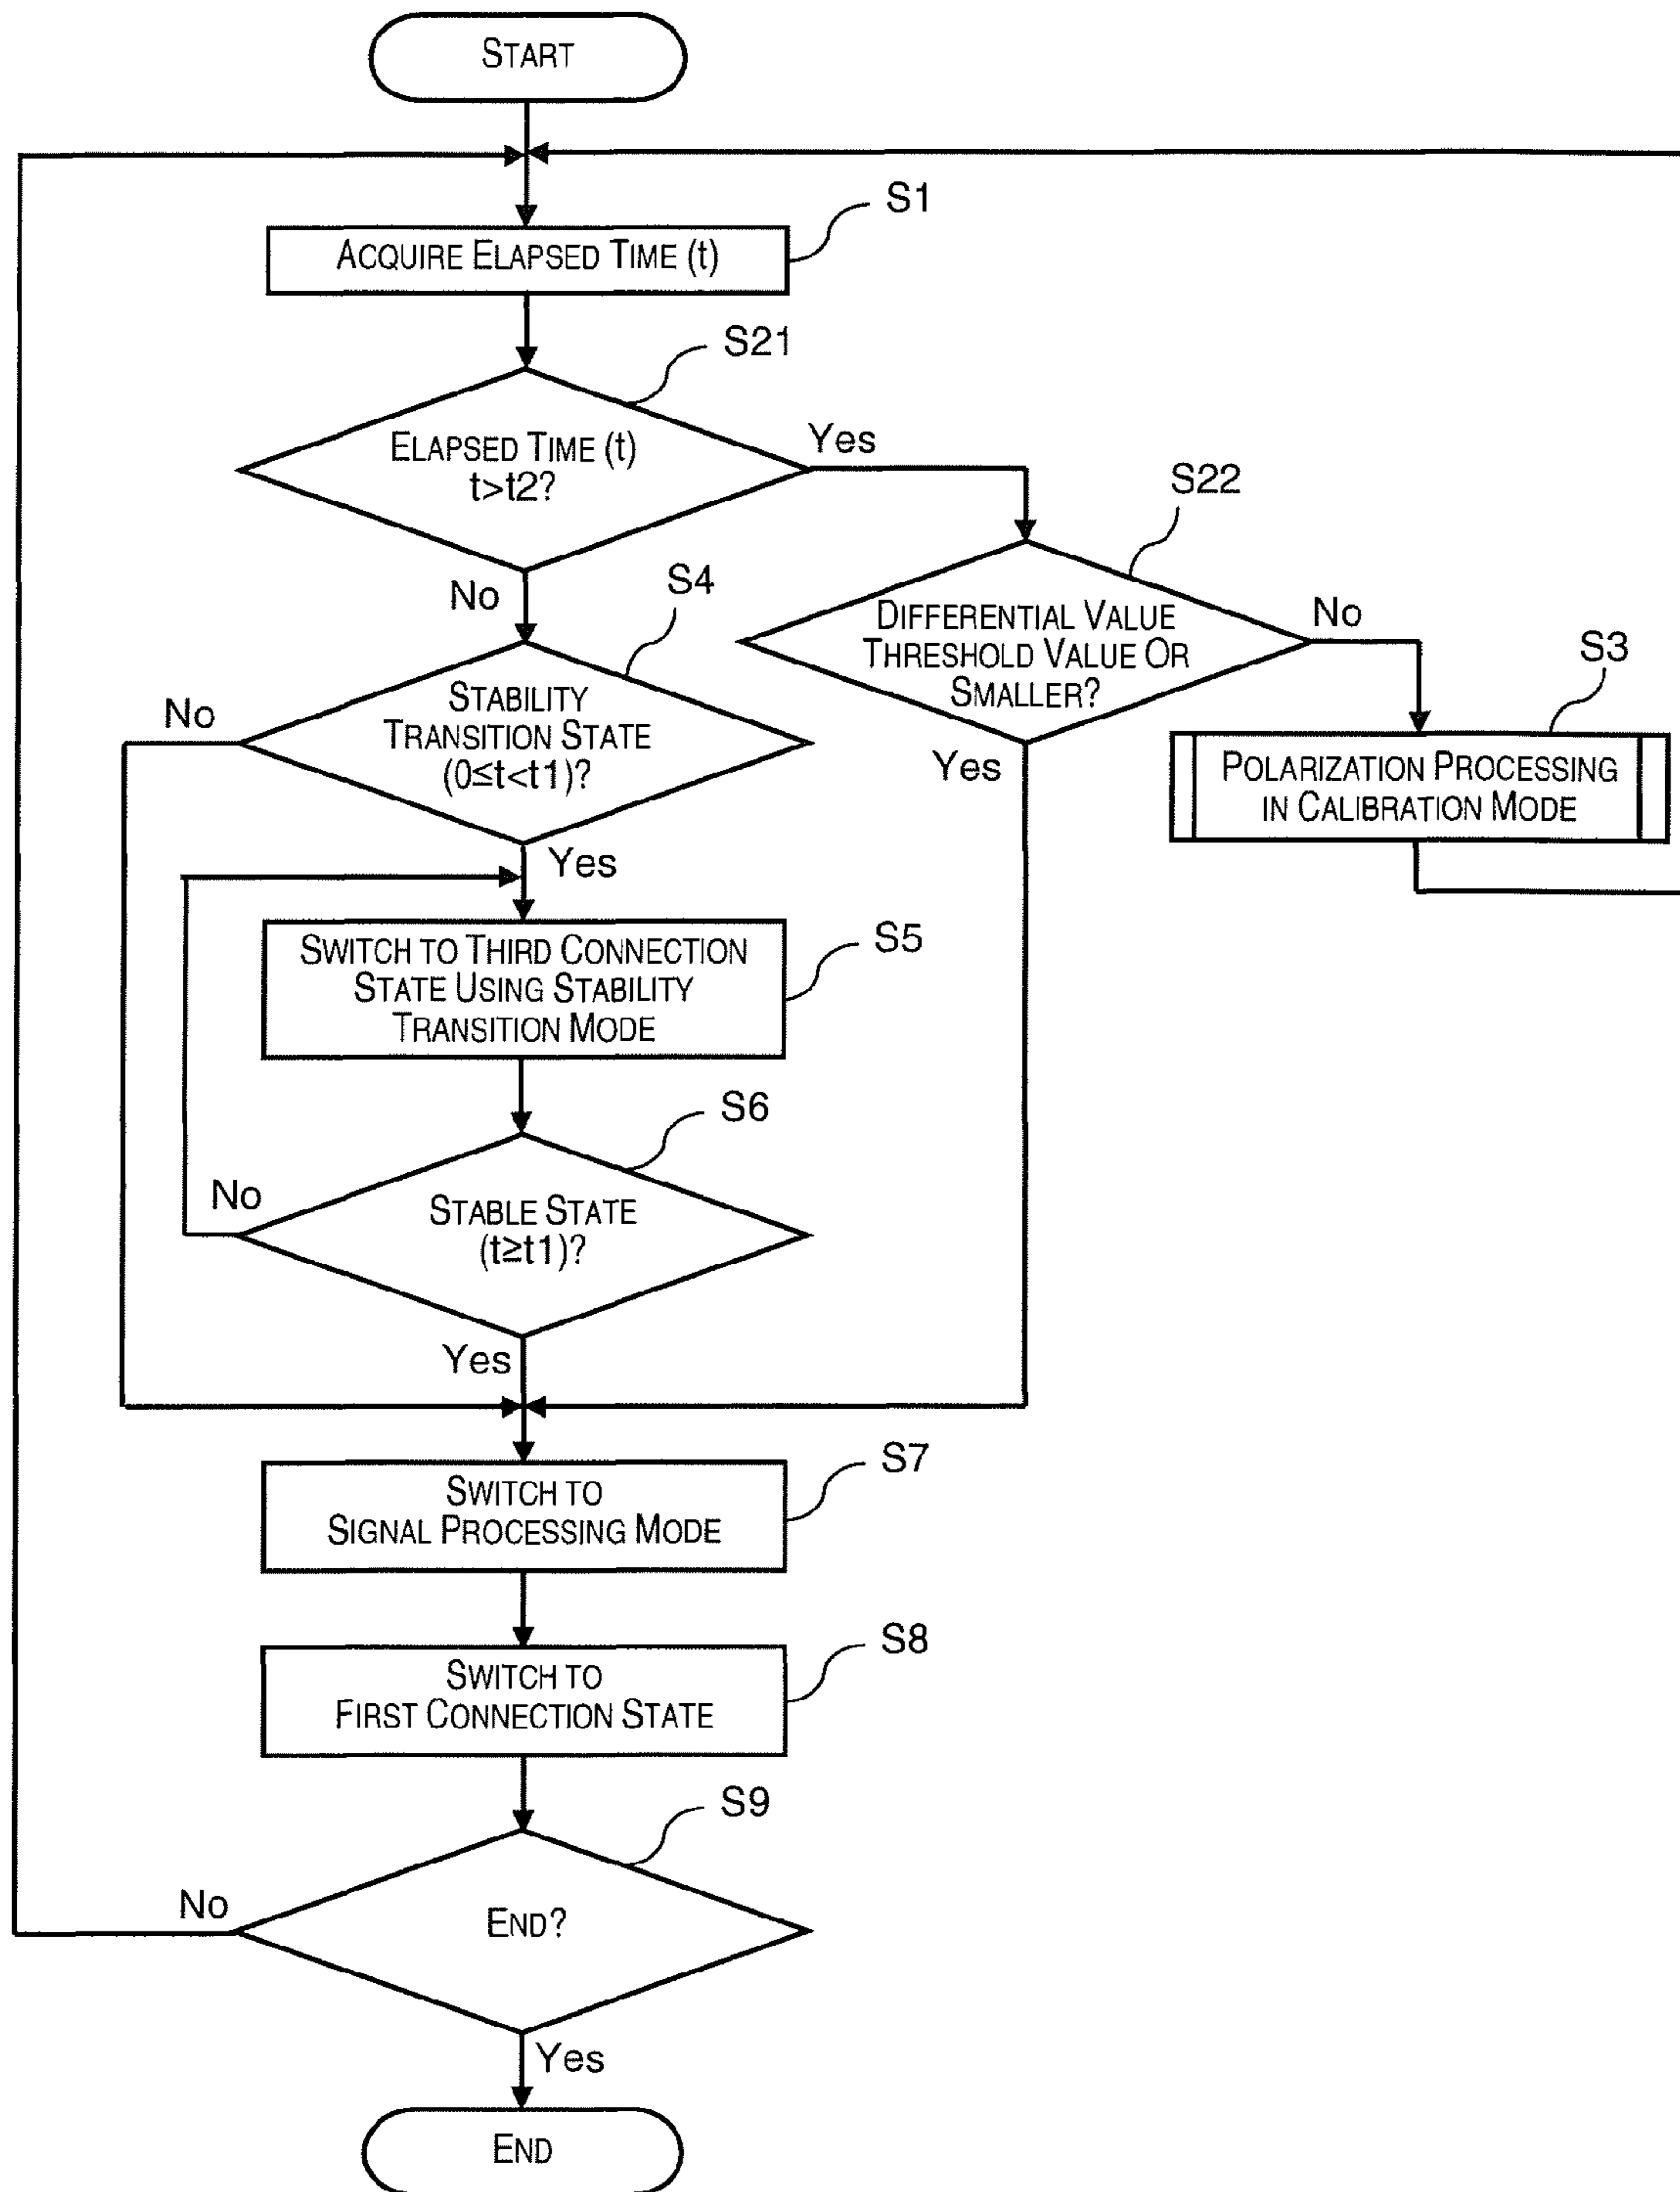 START
S1
ACQUIRE ELAPSED TIME (t)
S21
ELAPSED TIME (t)
t>t2?
Yes
No
S22
DIFFERENTIAL VALUE
THRESHOLD VALUE OR
SMALLER?
No
Yes
S3
POLARIZATION PROCESSING
IN CALIBRATION MODE
S4
STABILITY
TRANSITION STATE
(0≤t<t1)?
No
Yes
S5
SWITCH TO THIRD CONNECTION
STATE USING STABILITY
TRANSITION MODE
S6
STABLE STATE
(t≥t1)?
No
Yes
S7
SWITCH TO
SIGNAL PROCESSING MODE
S8
SWITCH TO
FIRST CONNECTION STATE
S9
END?
No
Yes
END